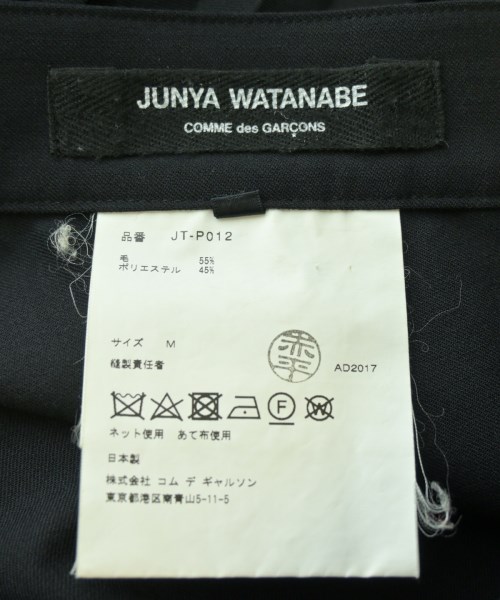 JUNYA WATANABE
COMME des GARÇONS
品番 JT-P012
毛 55%
ポリエステル 45%
サイズ M
縫製責任者
AD2017
F W
ネット使用 あて布使用
日本製
株式会社 コム デ ギャルソン
東京都港区南青山5-11-5